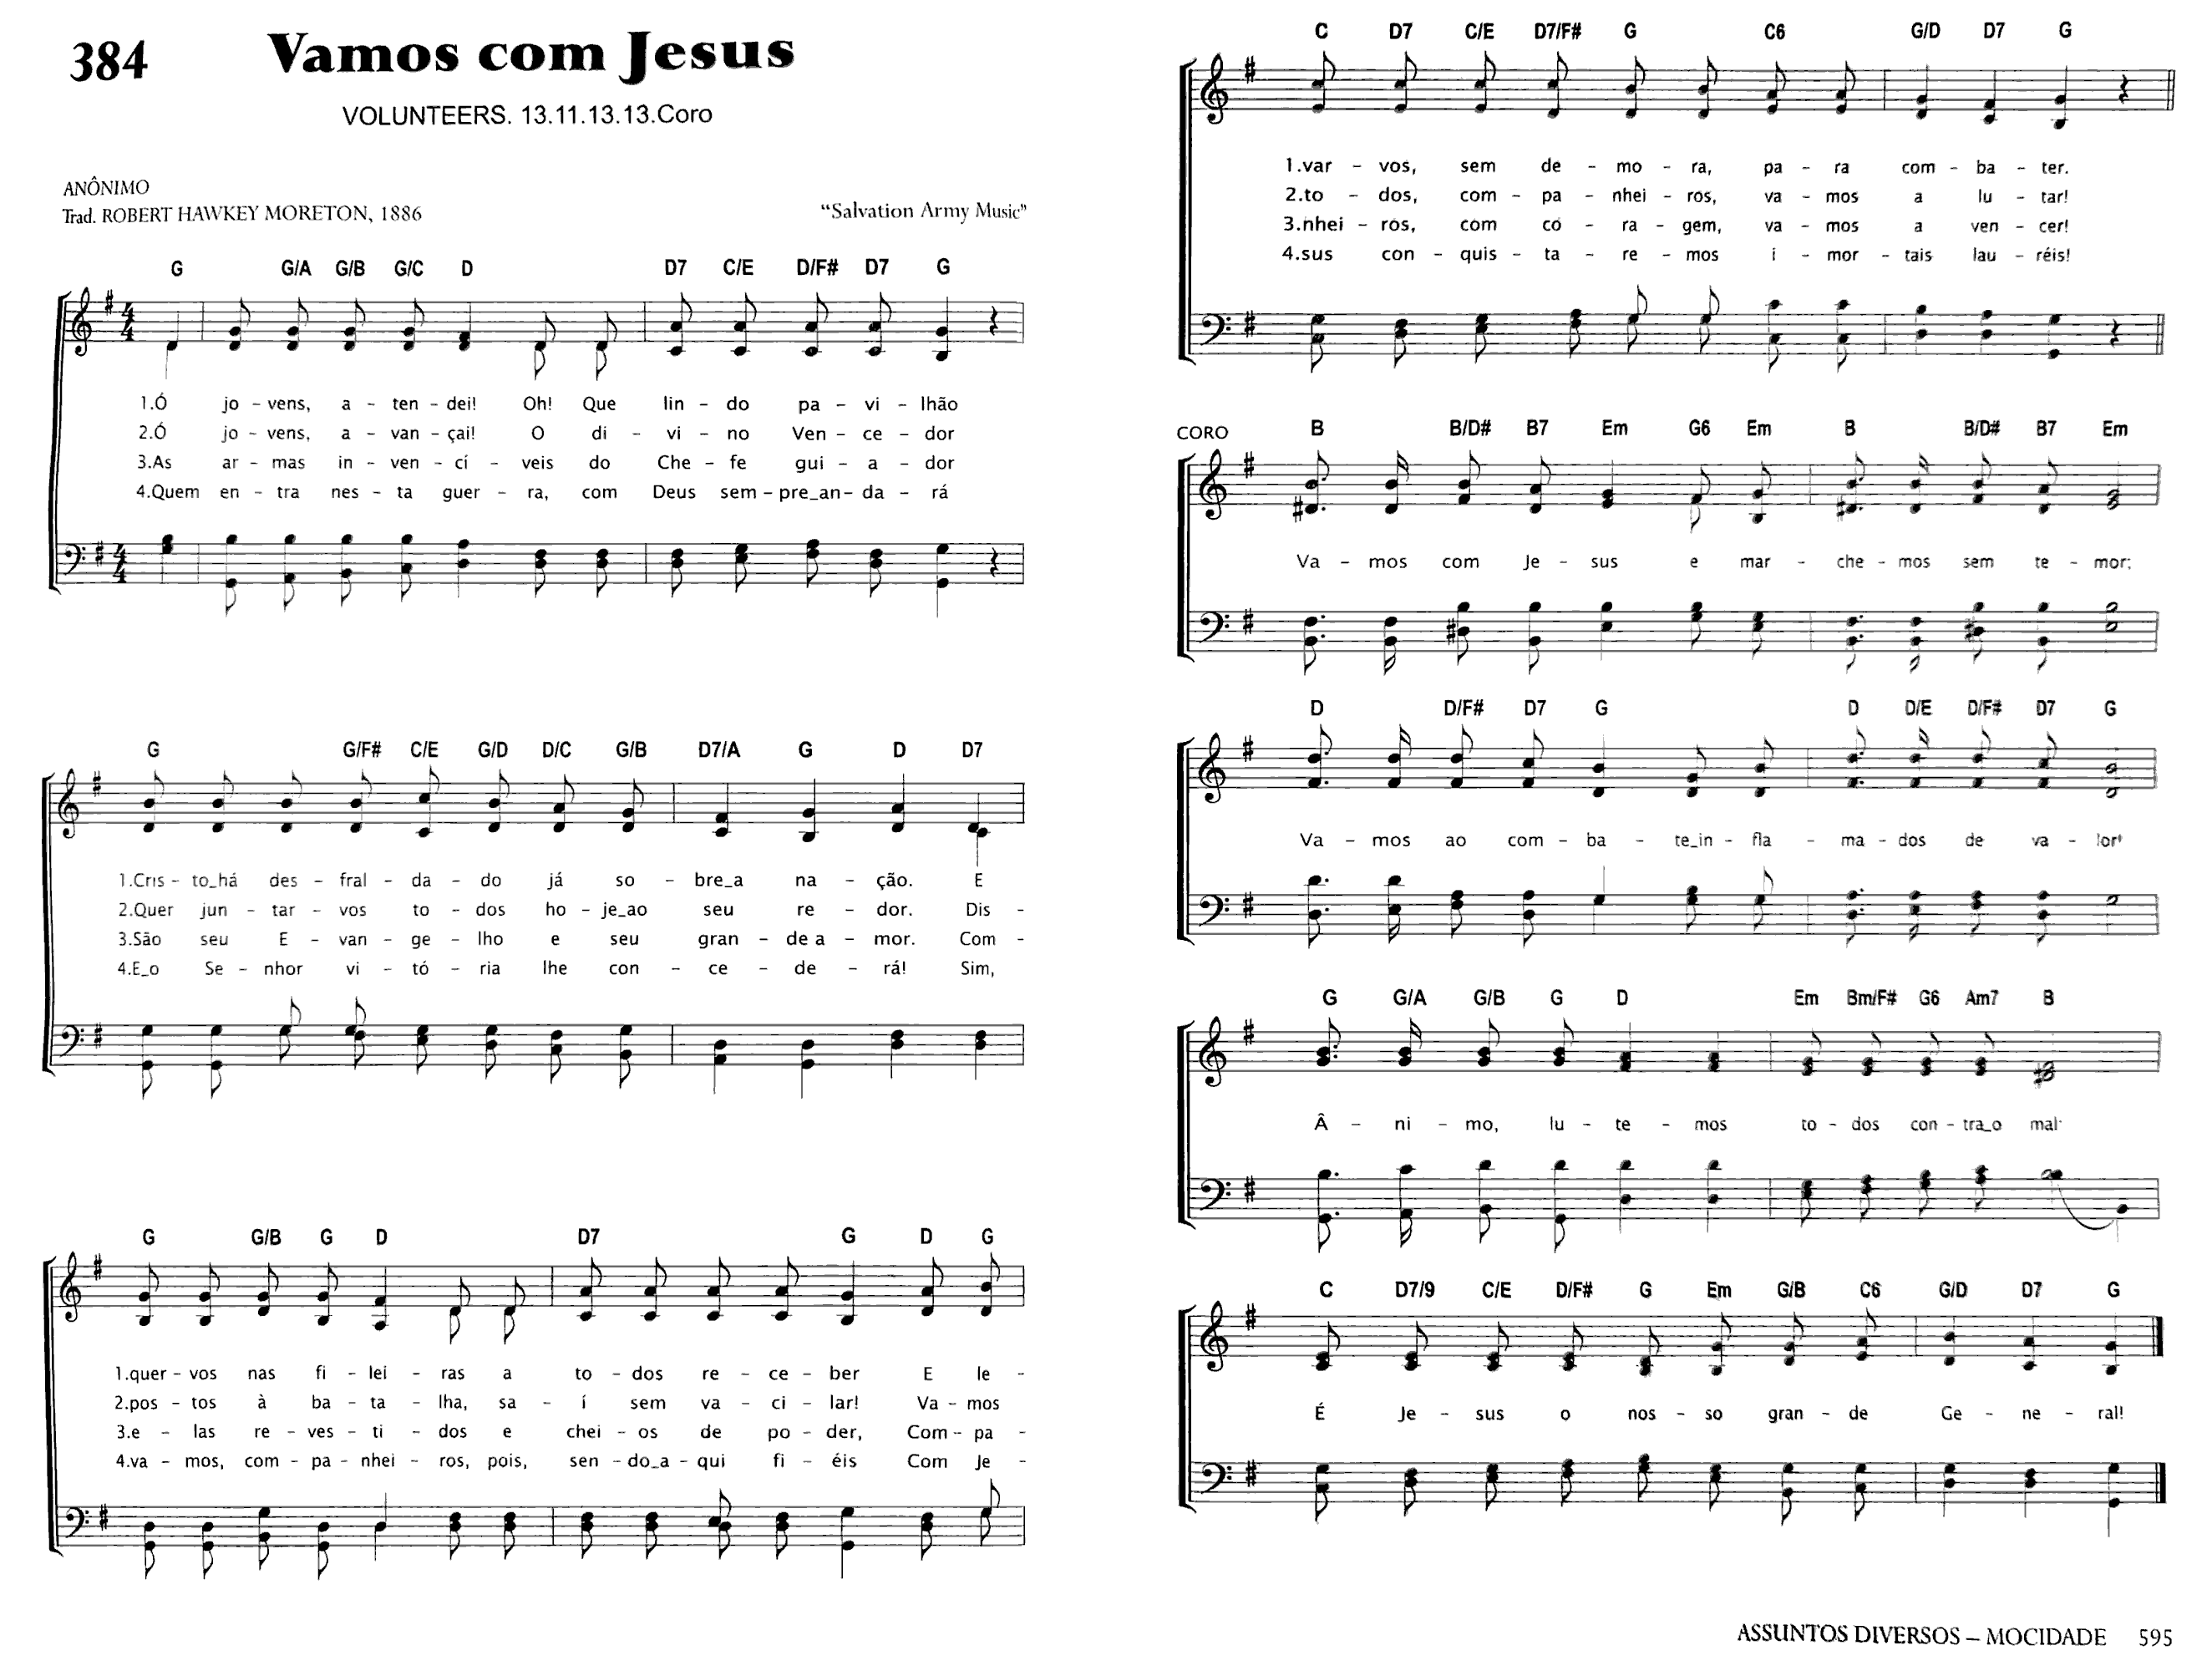 384 Vamos com Jesus
VOLUNTEERS. 13.11.13.13.Coro
ANÔNIMO
Trad. ROBERT HAWKEY MORETON, 1886 “Salvation Army Music”
G G/A G/B G/C D D7 C/E D/F# D7 G
1.Ó jo – vens, a – ten – dei! Oh! Que lin – do pa – vi – lhão
2.Ó jo – vens, a – van – çai! O di – vi – no Ven – ce – dor
3.As ar – mas in – ven – cí – veis do Che – fe gui – a – dor
4.Quem en – tra nes – ta guer – ra, com Deus sem – pre_an – da – rá
G G/F# C/E G/D D/C G/B D7/A G D D7
1.Cris – to_há des – fral – da – do já so – bre_a na – ção. E
2.Quer jun – tar – vos to – dos ho – je_ao seu re – dor. Dis –
3.São seu E – van – ge – lho e seu gran – de a – mor. Com –
4.E_o Se – nhor vi – tó – ria lhe con – ce – de – rá! Sim,
G G/B G D D7 G D G
1.quer – vos nas fi – lei – ras a to – dos re – ce – ber E le –
2.pos – tos à ba – ta – lha, sa – í sem va – ci – lar! Va – mos
3.e – las re – ves – ti – dos e chei – os de po – der, Com – pa –
4.va – mos, com – pa – nhei – ros, pois, sen – do_a – qui fi – éis Com Je –
C D7 C/E D7/F# G C6 G/D D7 G
1.var – vos, sem de – mo – ra, pa – ra com – ba – ter.
2.to – dos, com – pa – nhei – ros, va – mos a lu – tar!
3.nhei – ros, com co – ra – gem, va – mos a ven – cer!
4.sus con – quis – ta – re – mos i – mor – tais lau – réis!
CORO B B/D# B7 Em G6 Em B B/D# B7 Em
Va – mos com Je – sus e mar – che – mos sem te – mor;
D D/F# D7 G D D/E D/F# D7 G
Va – mos ao com – ba – te_in – fla – ma – dos de va – lor!
G G/A G/B G D Em Bm/F# G6 Am7 B
Â – ni – mo, lu – te – mos to – dos con – tra_o mal·
C D7/9 C/E D/F# G Em G/B C6 G/D D7 G
É Je – sus o nos – so gran – de Ge – ne – ral!
ASSUNTOS DIVERSOS – MOCIDADE 595